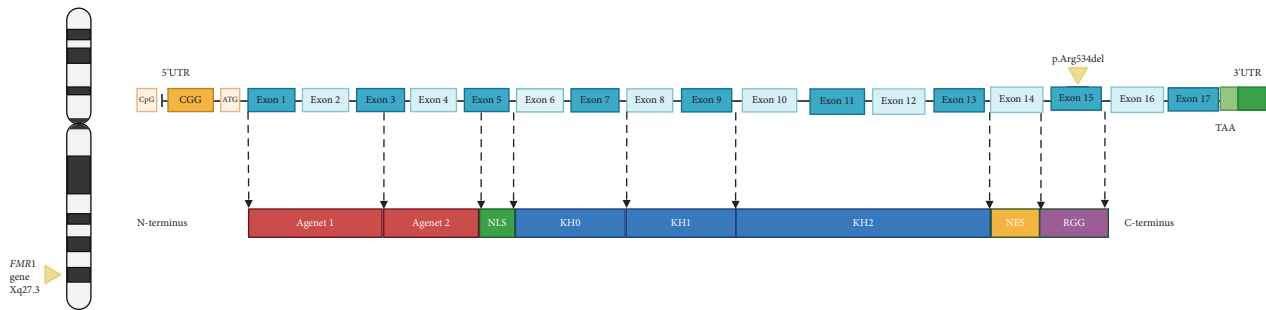 p.Arg534del
5'UTR
3'UTR
CpG
CGG
ATG
Exon 1
Exon 2
Exon 3
Exon 4
Exon 5
Exon 6
Exon 7
Exon 8
Exon 9
Exon 10
Exon 11
Exon 12
Exon 13
Exon 14
Exon 15
Exon 16
Exon 17
TAA
N-terminus
Agenet 1
Agenet 2
NLS
KH0
KH1
KH2
NES
RGG
C-terminus
FMR1
gene
Xq27.3